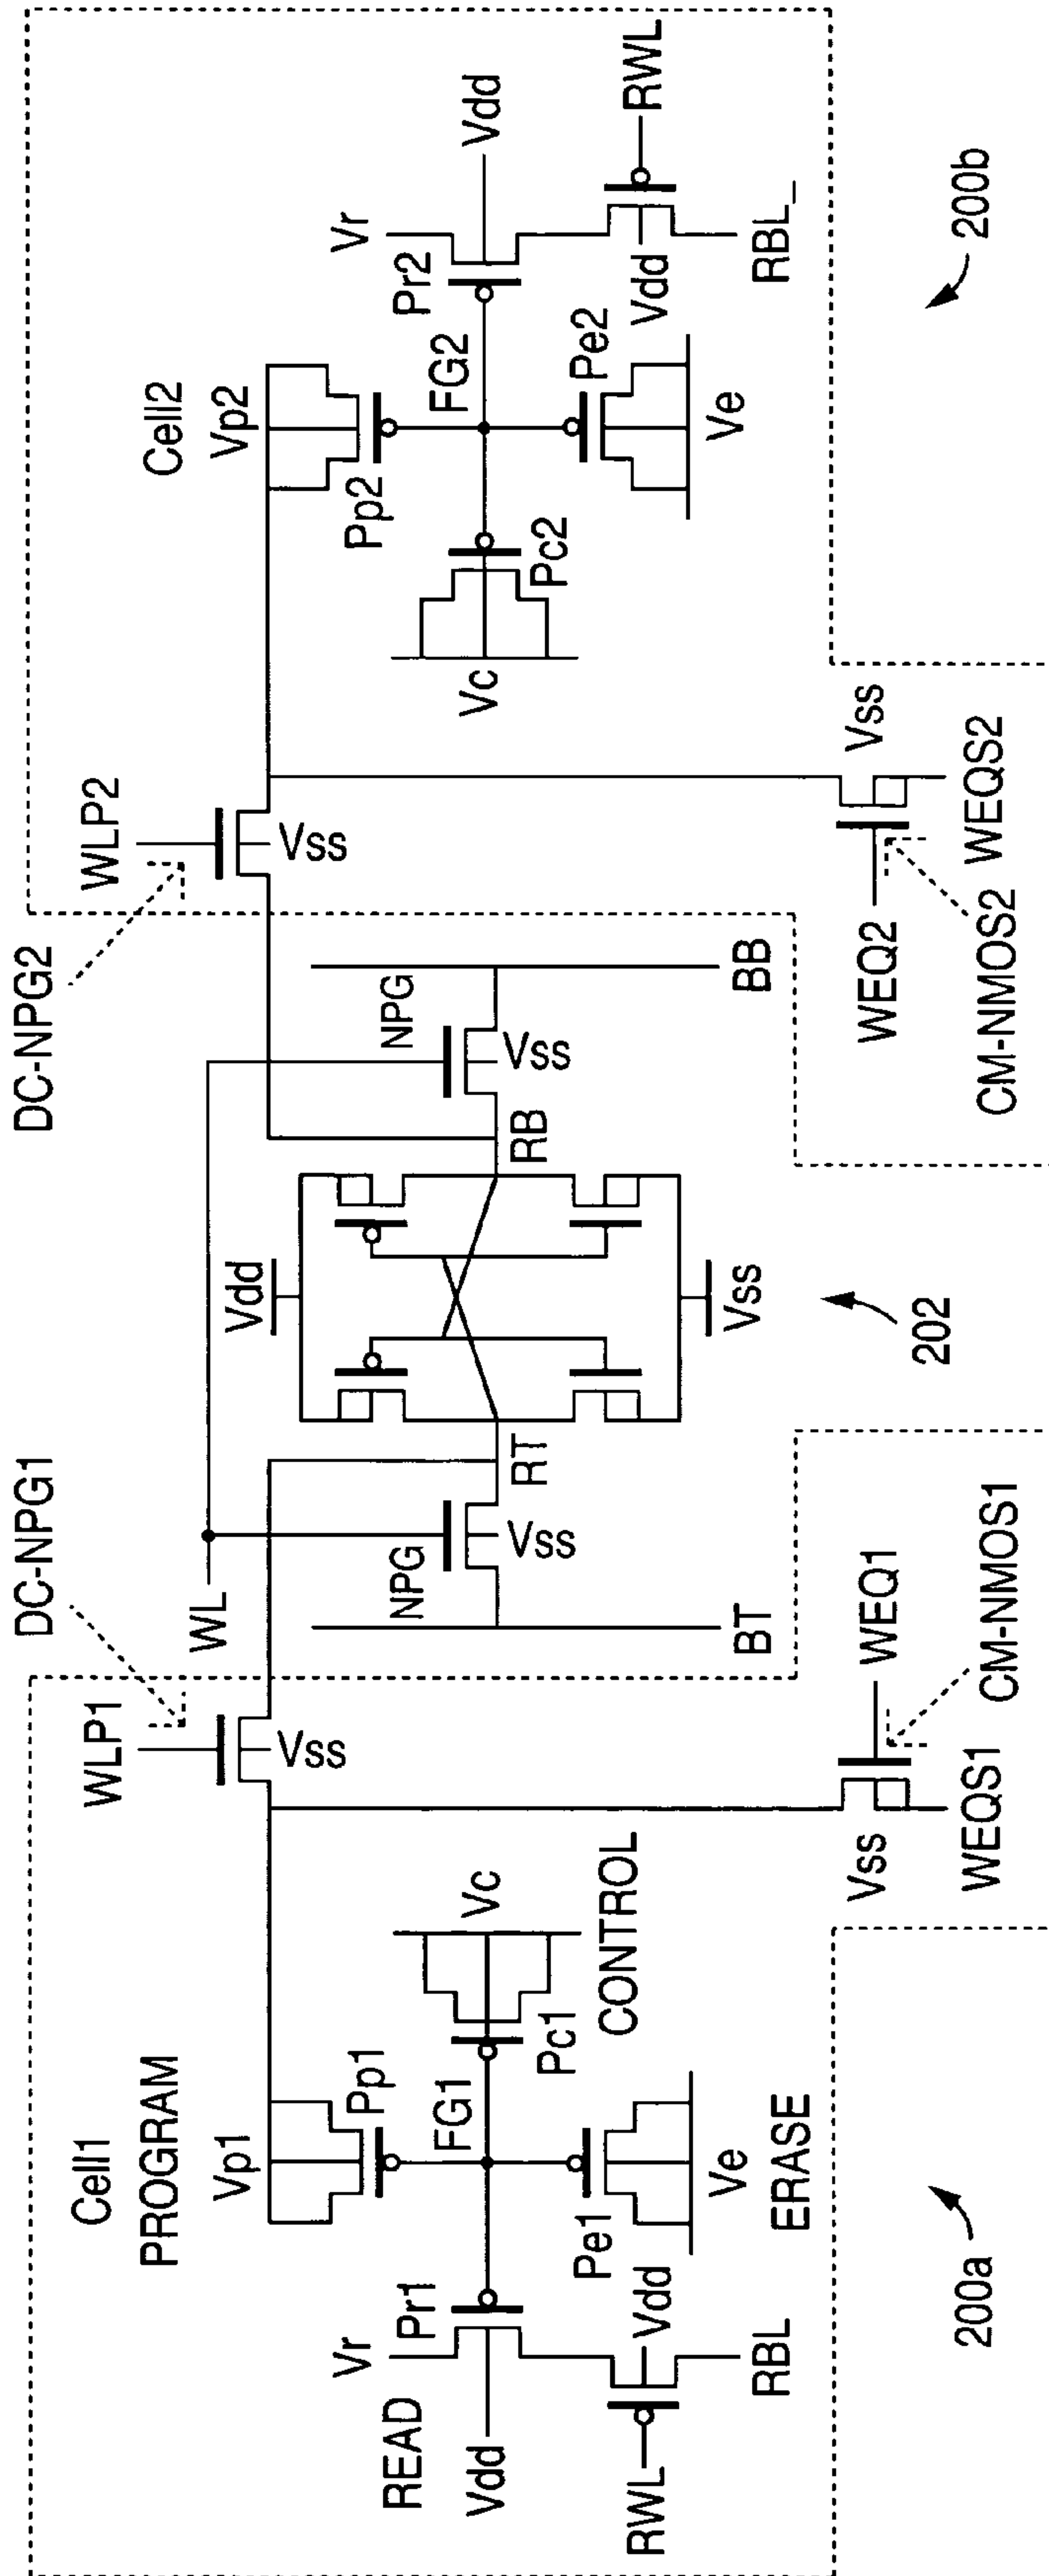 Cell1
PROGRAM
Vp1
Pp1
FG1
READ
Vr
Pr1
Vdd
RWL
Vdd
RBL
Pe1
Ve
ERASE
Pc1
Vc
CONTROL
200a
WLP1
DC-NPG1
Vss
Vss
WEQS1
WEQ1
CM-NMOS1
WL
NPG
Vss
BT
RT
Vdd
Vss
202
RB
NPG
Vss
BB
DC-NPG2
WLP2
Vss
WEQ2
CM-NMOS2
Vss
WEQS2
Cell2
Vp2
Pp2
FG2
Vc
Pc2
Pe2
Ve
Vr
Pr2
Vdd
Vdd
RWL
RBL_
200b